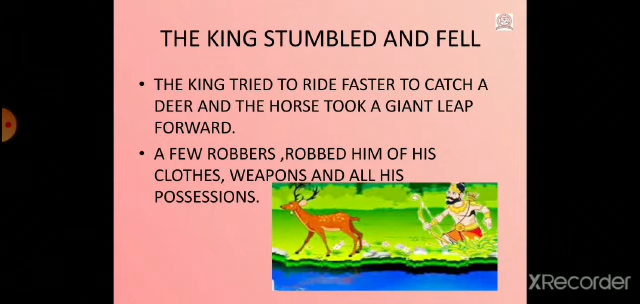 THE KING STUMBLED AND FELL
• THE KING TRIED TO RIDE FASTER TO CATCH A
DEER AND THE HORSE TOOK A GIANT LEAP
FORWARD.
• A FEW ROBBERS ,ROBBED HIM OF HIS
CLOTHES, WEAPONS AND ALL HIS
POSSESSIONS.
XRecorder